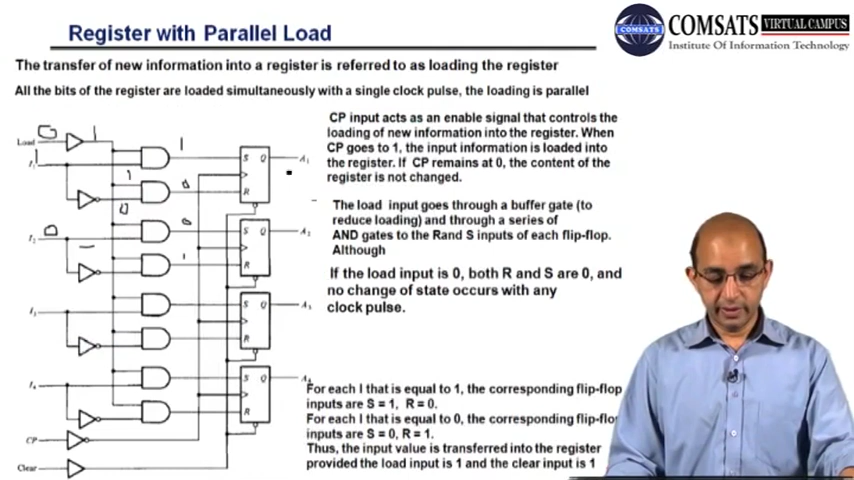 Register with Parallel Load
COMSATS VIRTUAL CAMPUS
Institute Of Information Technology
COMSATS
The transfer of new information into a register is referred to as loading the register
All the bits of the register are loaded simultaneously with a single clock pulse, the loading is parallel
CP input acts as an enable signal that controls the
loading of new information into the register. When
CP goes to 1, the input information is loaded into
the register. If CP remains at 0, the content of the
register is not changed.
The load input goes through a buffer gate (to
reduce loading) and through a series of
AND gates to the Rand S inputs of each flip-flop.
Although
If the load input is 0, both R and S are 0, and
no change of state occurs with any
clock pulse.
For each I that is equal to 1, the corresponding flip-flop
inputs are S = 1, R = 0.
For each I that is equal to 0, the corresponding flip-flop
inputs are S = 0, R = 1.
Thus, the input value is transferred into the register
provided the load input is 1 and the clear input is 1
Load
1
1
I₁
S Q
A₁
1
0
R
0
I₂
0
S Q
A₂
1
R
I₃
S Q
A₃
R
I₄
S Q
R
CP
Clear